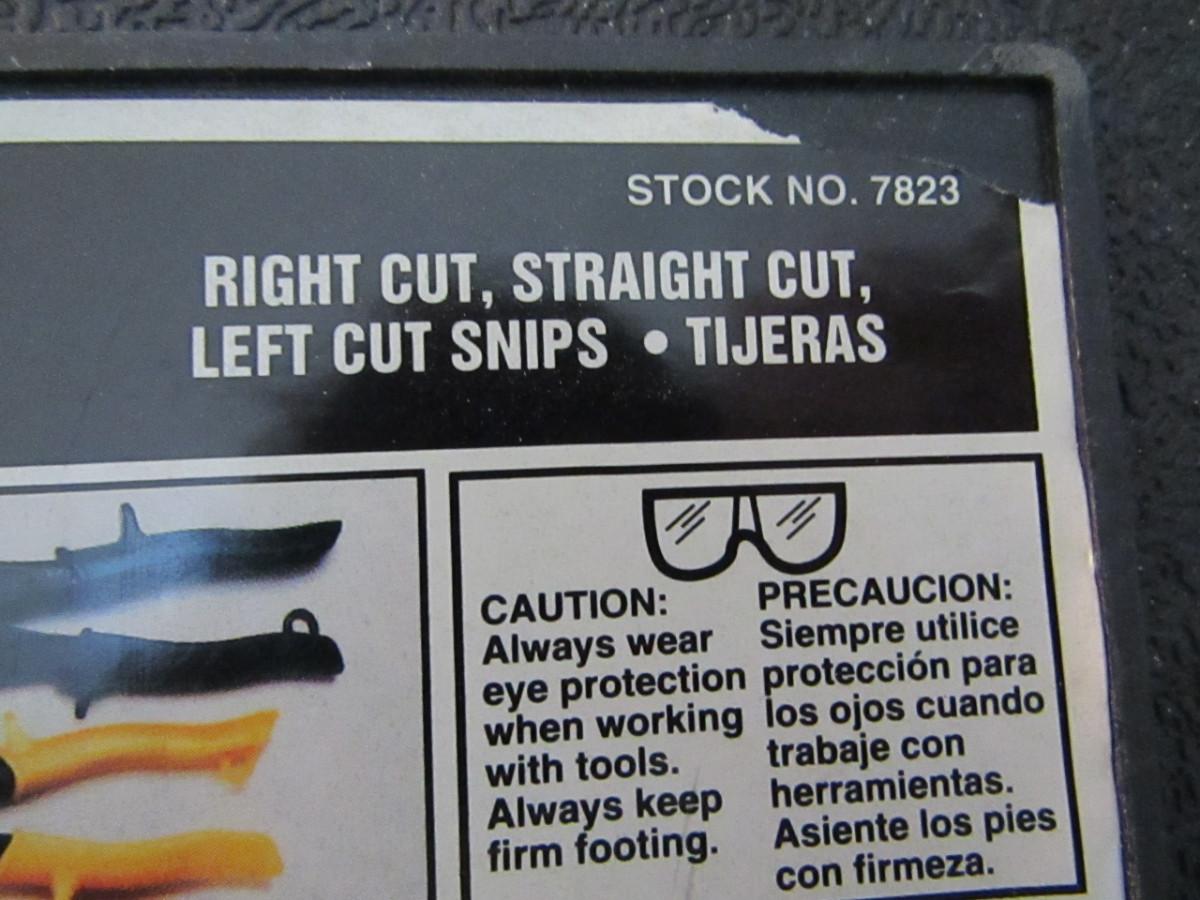 STOCK NO. 7823
RIGHT CUT, STRAIGHT CUT,
LEFT CUT SNIPS • TIJERAS
CAUTION:
Always wear
eye protection
when working
with tools.
Always keep
firm footing.
PRECAUCION:
Siempre utilice
protección para
los ojos cuando
trabaje con
herramientas.
Asiente los pies
con firmeza.